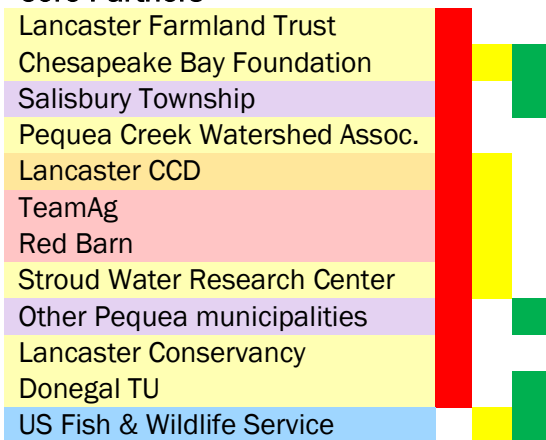 Core Partners
Lancaster Farmland Trust
Chesapeake Bay Foundation
Salisbury Township
Pequea Creek Watershed Assoc.
Lancaster CCD
TeamAg
Red Barn
Stroud Water Research Center
Other Pequea municipalities
Lancaster Conservancy
Donegal TU
US Fish & Wildlife Service